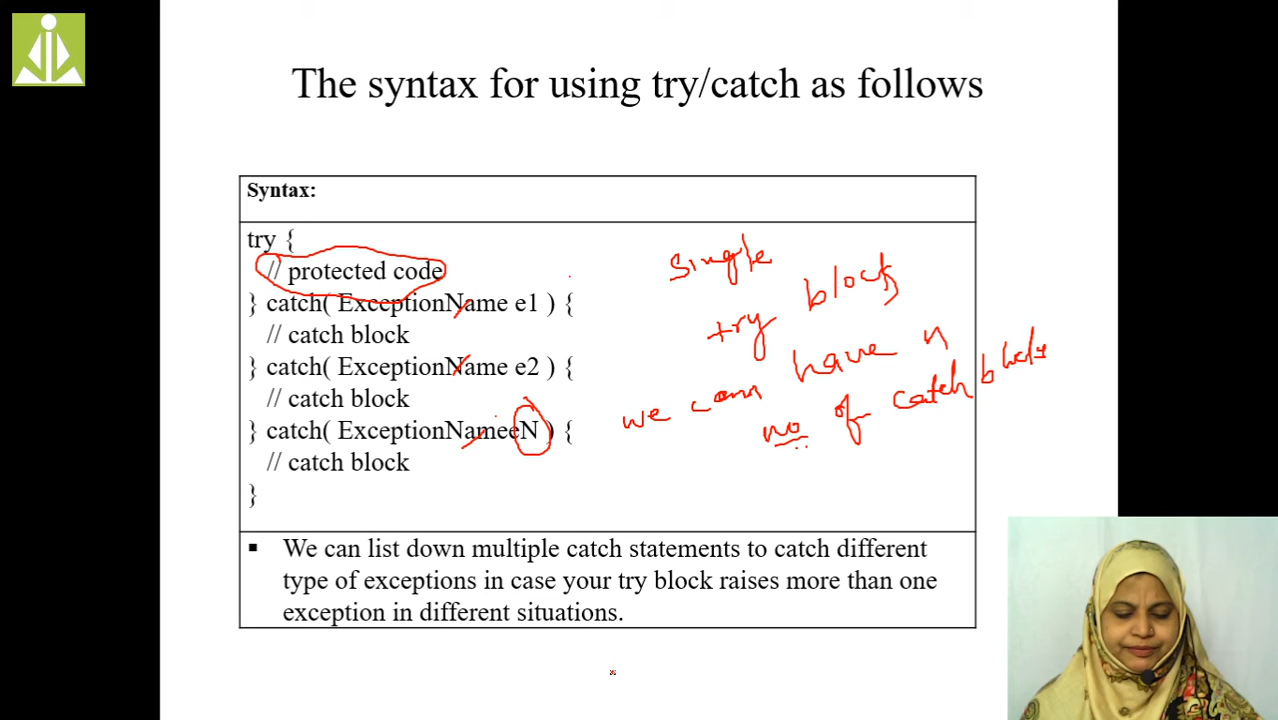 The syntax for using try/catch as follows
Syntax:
try {
// protected code
} catch( ExceptionName e1 ) {
// catch block
} catch( ExceptionName e2 ) {
// catch block
} catch( ExceptionNameeN ) {
// catch block
}
single
try block
we can have n
no of catch blocks
▪ We can list down multiple catch statements to catch different
type of exceptions in case your try block raises more than one
exception in different situations.